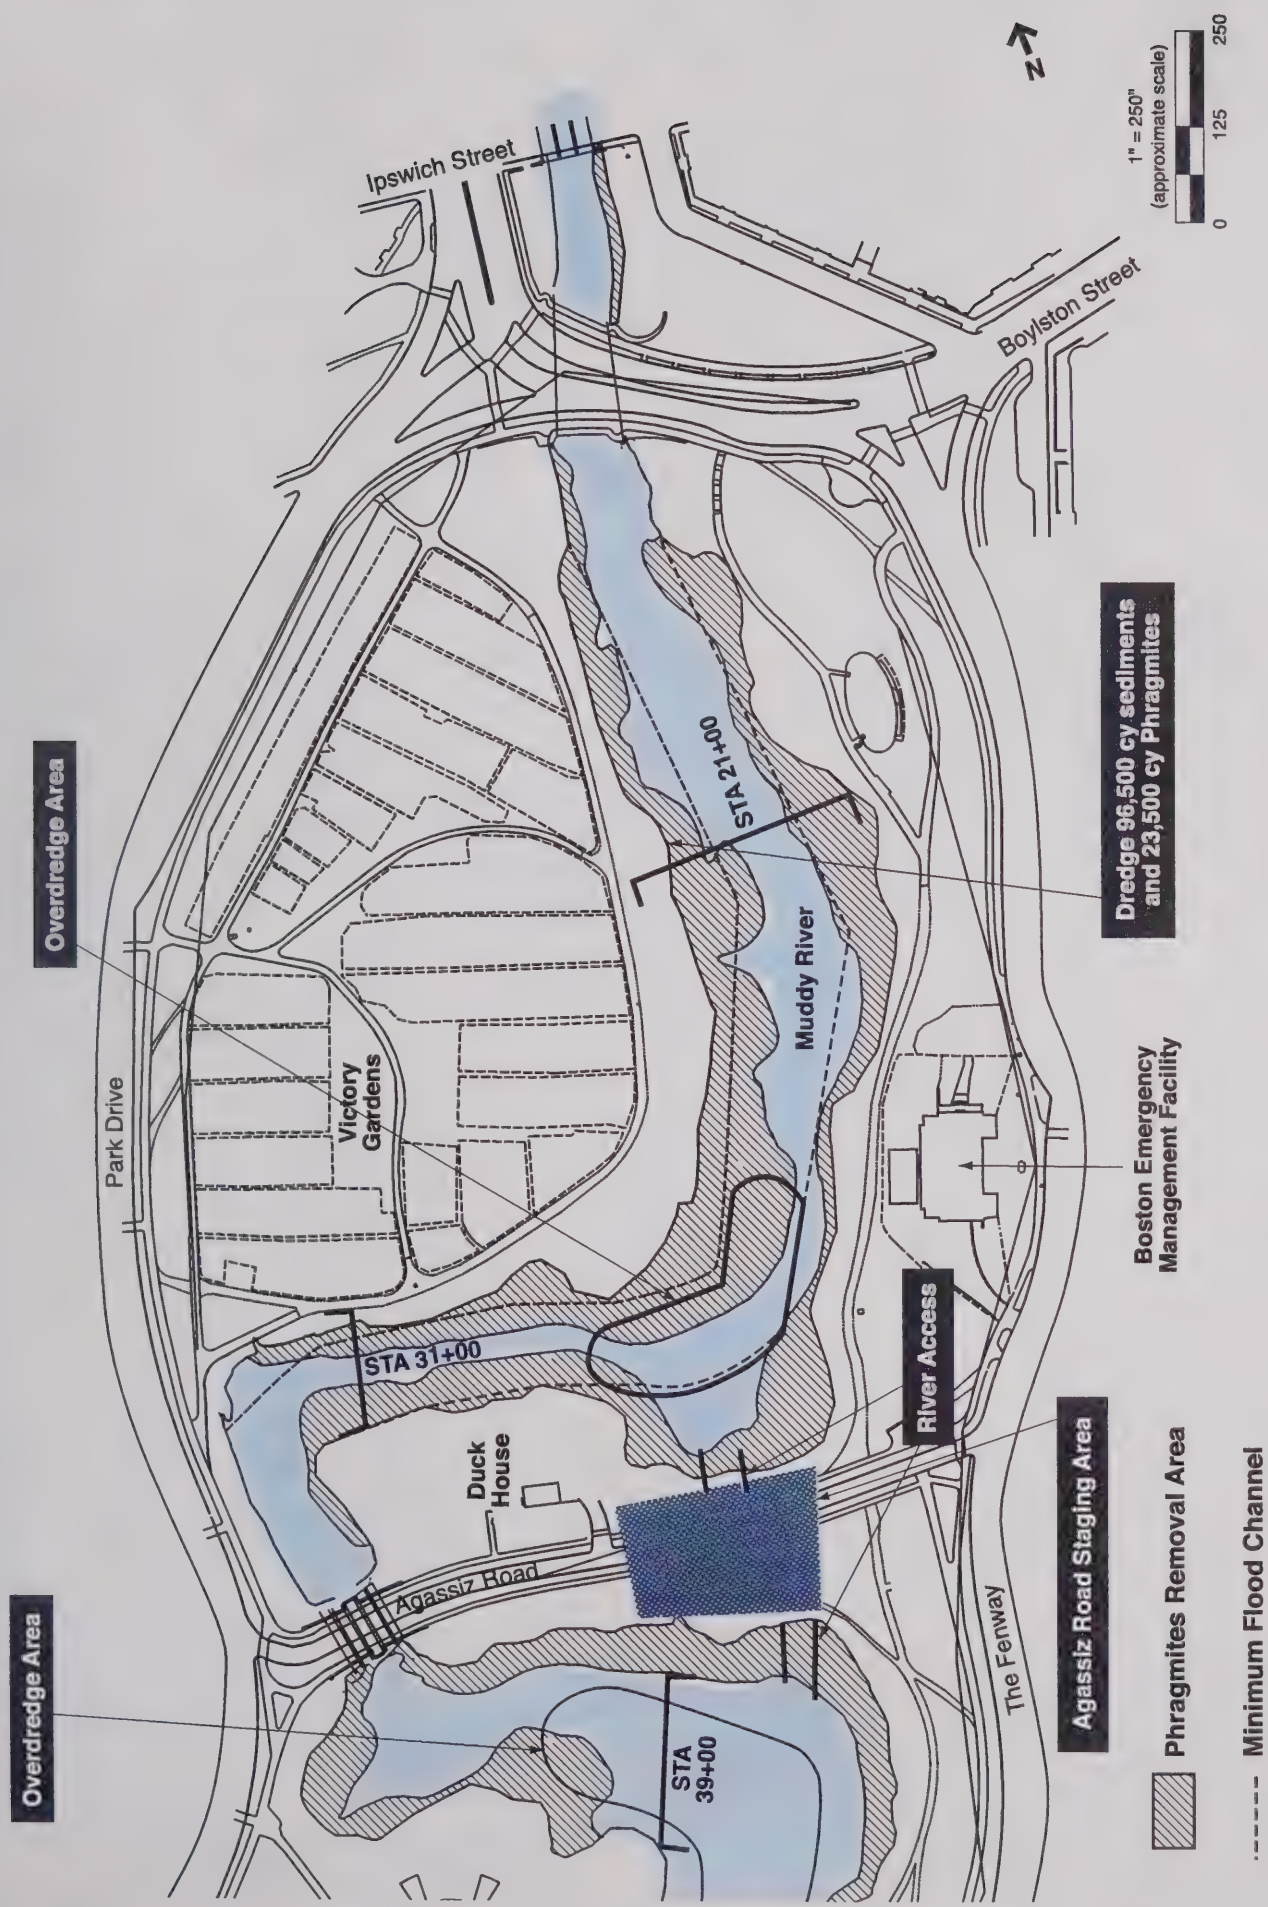 Ipswich Street
N
1" = 250"
(approximate scale)
0 125 250
Boylston Street
Overdredge Area
Dredge 96,500 cy sediments
and 23,500 cy Phragmites
STA 21+00
Muddy River
Park Drive
Victory
Gardens
Boston Emergency
Management Facility
STA 31+00
River Access
Duck
House
Agassiz Road
Agassiz Road Staging Area
Overdredge Area
STA
39+00
The Fenway
Phragmites Removal Area
Minimum Flood Channel